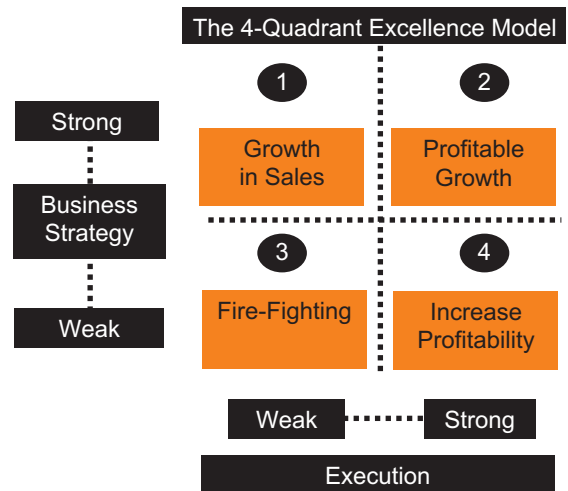 The 4-Quadrant Excellence Model
1
2
Strong
Growth
in Sales
Profitable
Growth
Business
Strategy
3
4
Weak
Fire-Fighting
Increase
Profitability
Weak
Strong
Execution